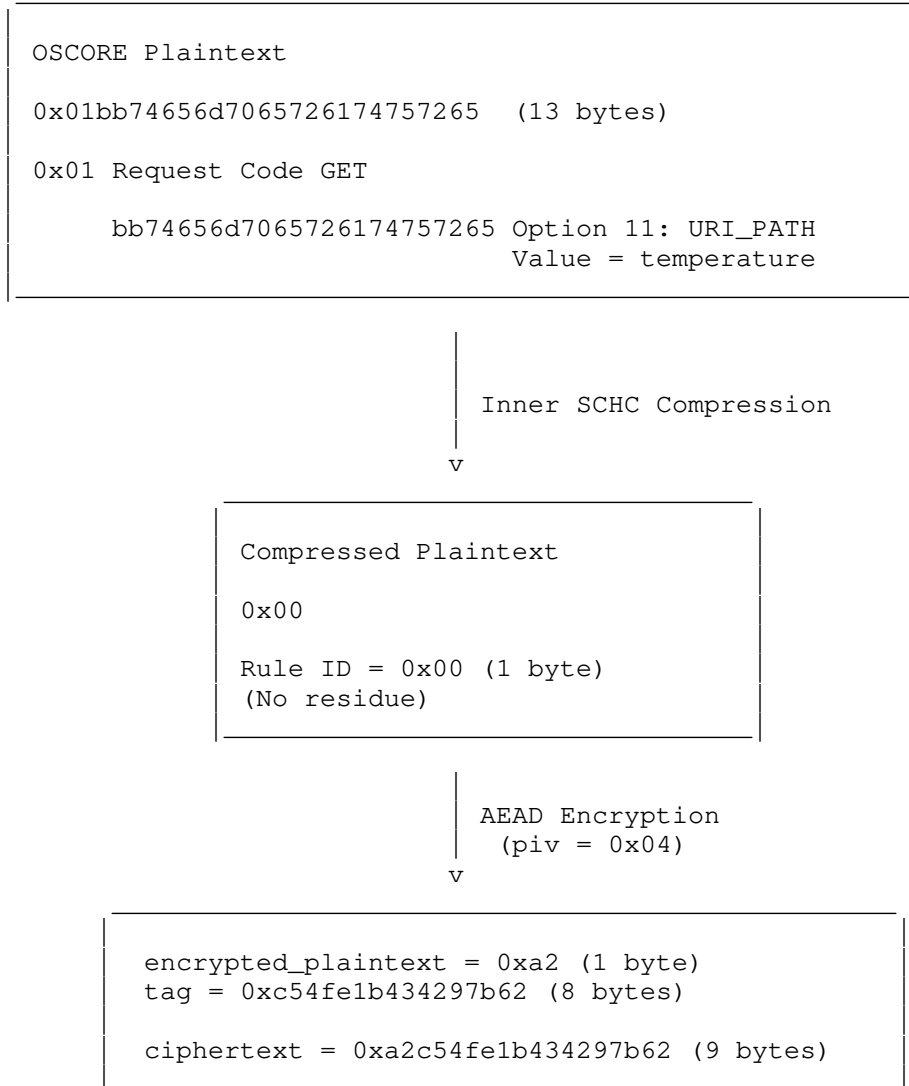 OSCORE Plaintext
0x01bb74656d7065726174757265 (13 bytes)
0x01 Request Code GET
bb74656d7065726174757265 Option 11: URI_PATH
Value = temperature
Inner SCHC Compression
v
Compressed Plaintext
0x00
Rule ID = 0x00 (1 byte)
(No residue)
AEAD Encryption
(piv = 0x04)
v
encrypted_plaintext = 0xa2 (1 byte)
tag = 0xc54fe1b434297b62 (8 bytes)
ciphertext = 0xa2c54fe1b434297b62 (9 bytes)